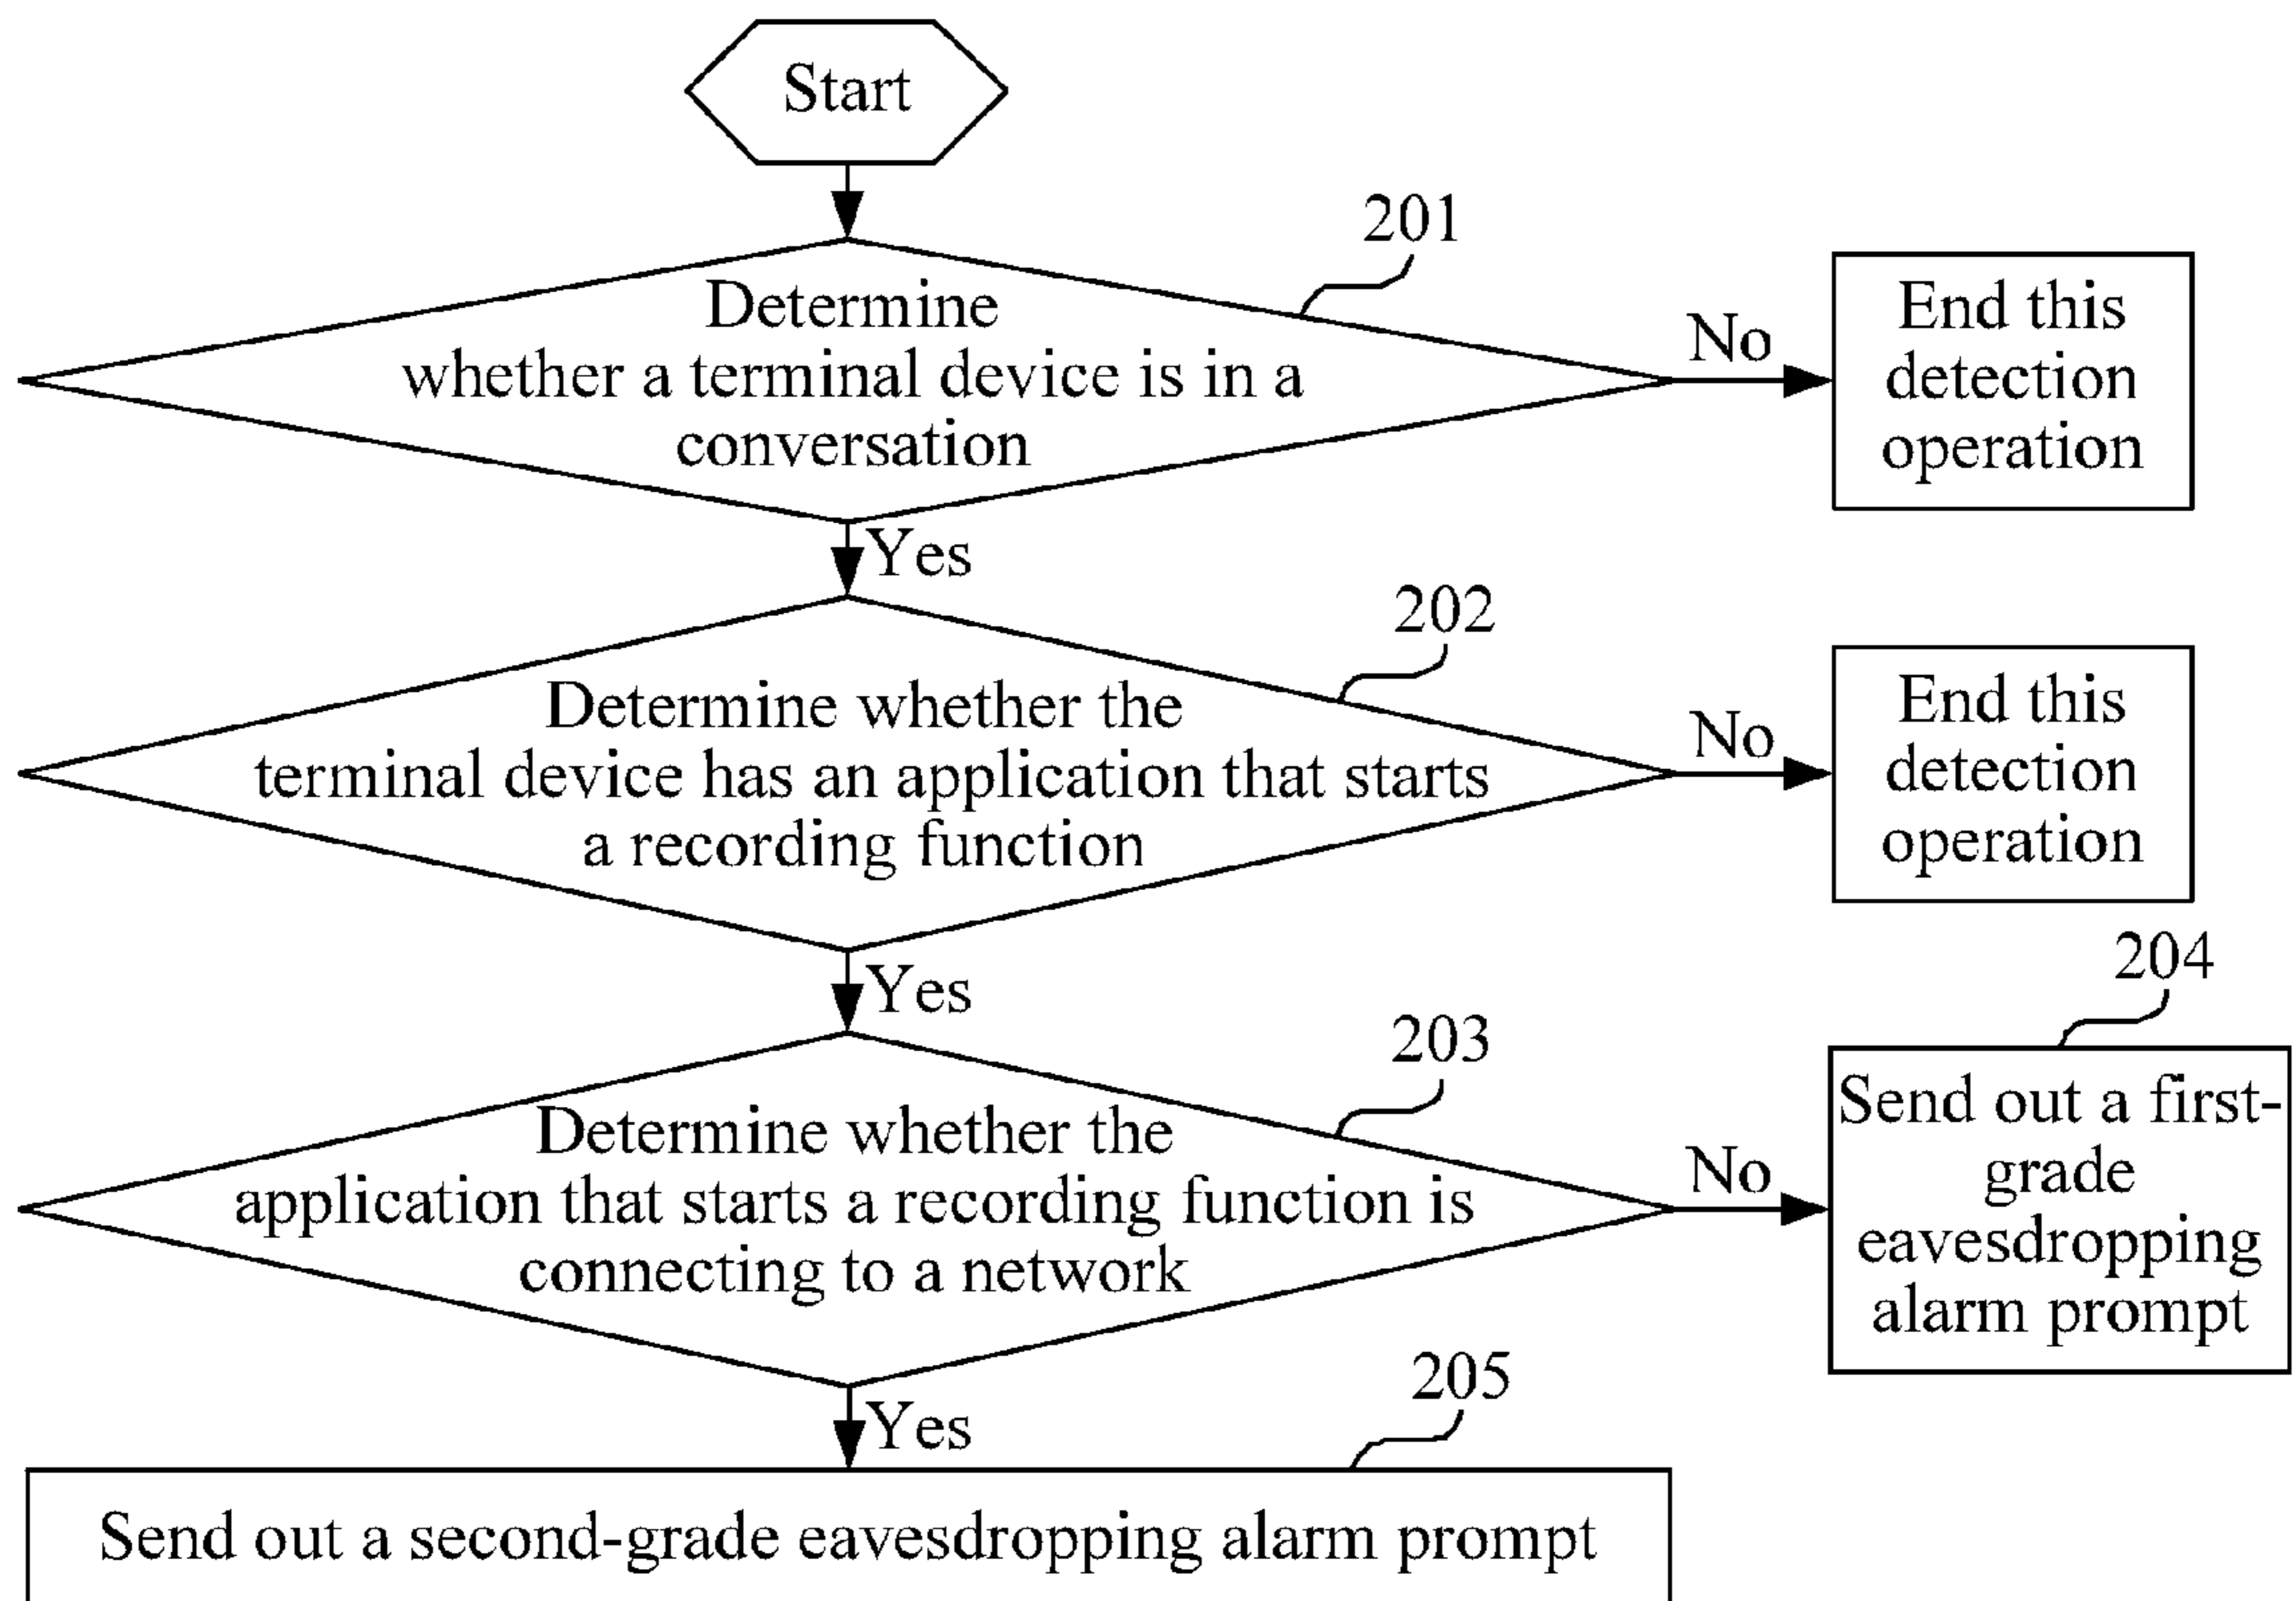 Start
201
Determine
whether a terminal device is in a
conversation
No
End this
detection
operation
Yes
202
Determine whether the
terminal device has an application that starts
a recording function
No
End this
detection
operation
Yes
203
Determine whether the
application that starts a recording function is
connecting to a network
No
204
Send out a first-
grade
eavesdropping
alarm prompt
Yes
205
Send out a second-grade eavesdropping alarm prompt